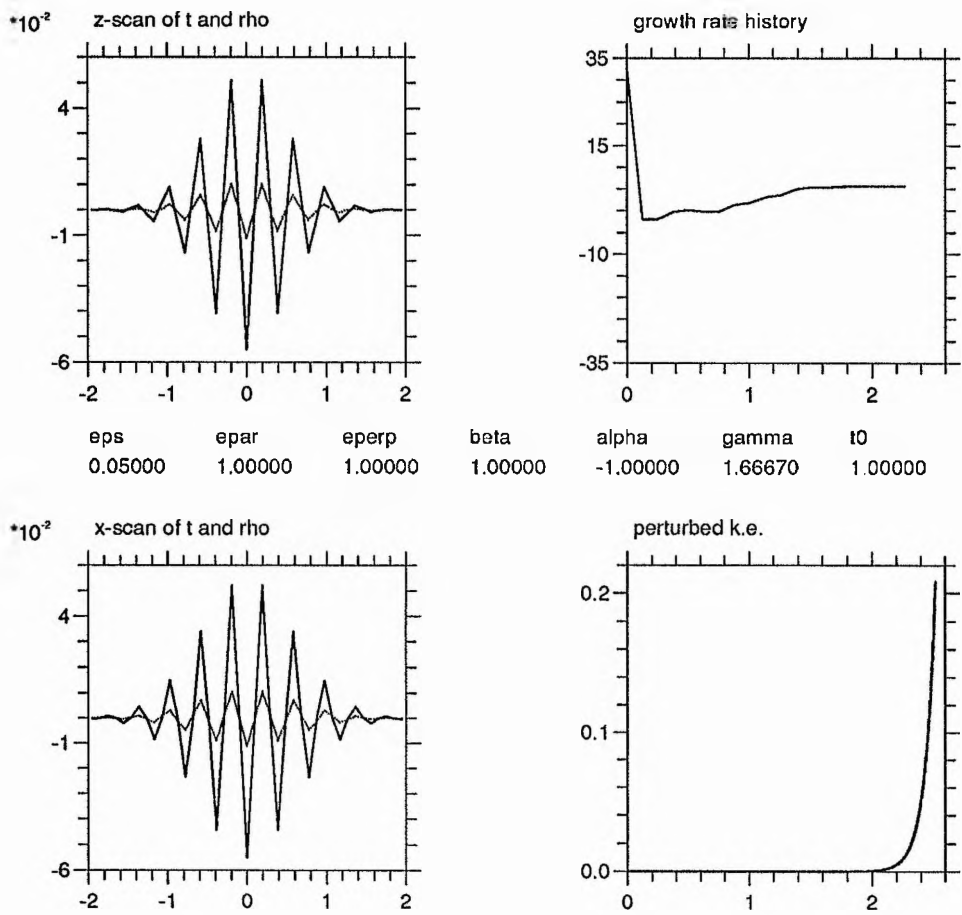 *10⁻² z-scan of t and rho
4
-1
-6
-2 -1 0 1 2
growth rate history
35
15
-10
-35
0 1 2
eps epar eperp beta alpha gamma t0
0.05000 1.00000 1.00000 1.00000 -1.00000 1.66670 1.00000
*10⁻² x-scan of t and rho
4
-1
-6
-2 -1 0 1 2
perturbed k.e.
0.2
0.1
0.0
0 1 2